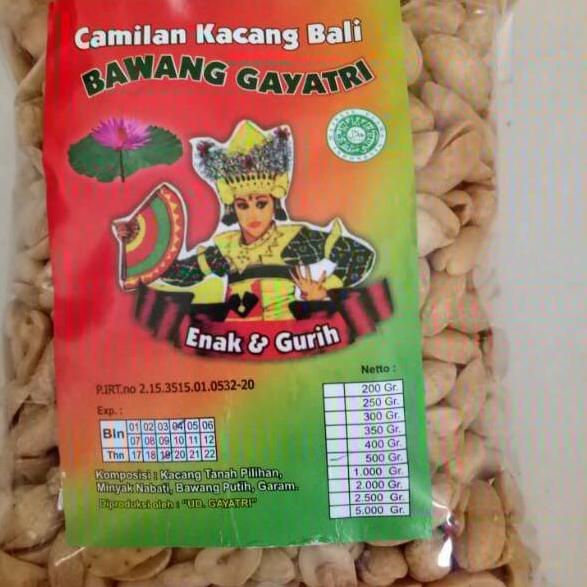 Camilan Kacang Bali
BAWANG GAYATRI
Enak & Gurih
P.IRT.no 2.15.3515.01.0532-20
Netto :
Exp. :
Bln 01 02 03 04 05 06
07 08 09 10 11 12
Thn 17 18 19 20 21 22
200 Gr.
250 Gr.
300 Gr.
350 Gr.
400 Gr.
500 Gr.
1.000 Gr.
2.000 Gr.
2.500 Gr.
5.000 Gr.
Komposisi : Kacang Tanah Pilihan,
Minyak Nabati, Bawang Putih, Garam.
Diproduksi oleh : "UD. GAYATRI"